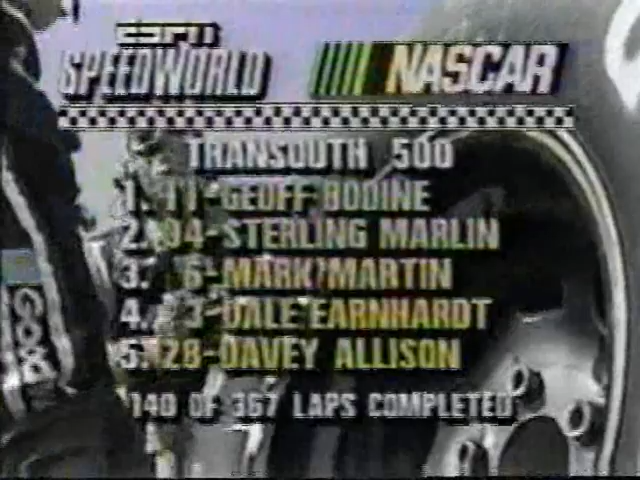 ESPN
SPEEDWORLD NASCAR
TRANSOUTH 500
1. 11-GEOFF BODINE
2. 94-STERLING MARLIN
3. 6-MARK MARTIN
4. 3-DALE EARNHARDT
5. 28-DAVEY ALLISON
140 OF 367 LAPS COMPLETED